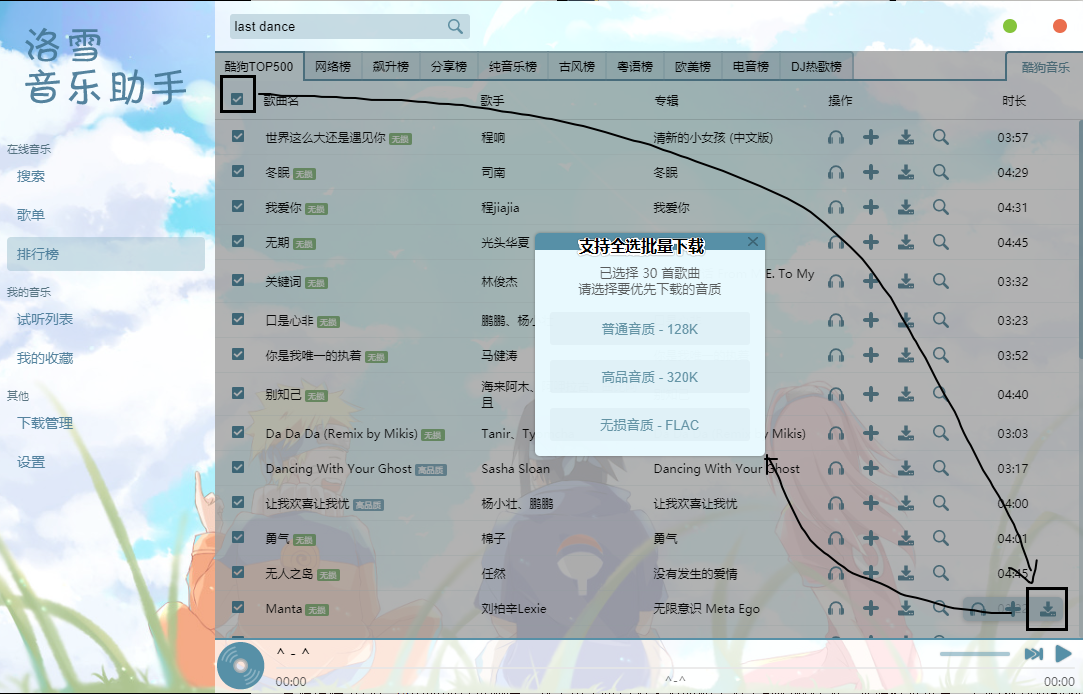 last dance
洛雪
音乐助手
在线音乐
搜索
歌单
排行榜
我的音乐
试听列表
我的收藏
其他
下载管理
设置
酷狗TOP500 网络榜 飙升榜 分享榜 纯音乐榜 古风榜 粤语榜 欧美榜 电音榜 DJ热歌榜 酷狗音乐
歌曲名 歌手 专辑 操作 时长
世界这么大还是遇见你 无损 程响 清新的小女孩 (中文版) 03:57
冬眠 无损 司南 冬眠 04:29
我爱你 无损 程jiajia 我爱你 04:31
无期 无损 光头华夏 04:45
关键词 无损 林俊杰 E. To My 03:32
口是心非 无损 鹏鹏、杨小 03:23
你是我唯一的执着 无损 马健涛 03:52
别知己 无损 海来阿木、
且 04:40
Da Da Da (Remix by Mikis) 无损 Tanir、Ty y Mikis) 03:03
Dancing With Your Ghost 高品质 Sasha Sloan Dancing With Your Ghost 03:17
让我欢喜让我忧 高品质 杨小壮、鹏鹏 让我欢喜让我忧 04:00
勇气 无损 棉子 勇气 04:01
无人之岛 无损 任然 没有发生的爱情 04:45
Manta 无损 刘柏辛Lexie 无限意识 Meta Ego
支持全选批量下载
已选择 30 首歌曲
请选择要优先下载的音质
普通音质 - 128K
高品音质 - 320K
无损音质 - FLAC
^ - ^
00:00 ^-^ 00:00